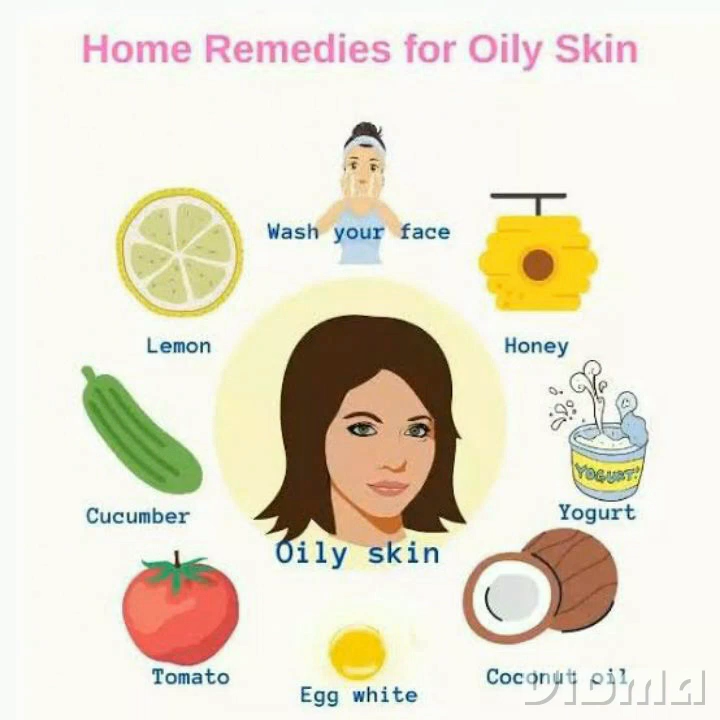 Home Remedies for Oily Skin
Wash your face
Lemon
Honey
YOGURT!
Cucumber
Yogurt
Oily skin
Tomato
Egg white
Coconut oil
DIDMA